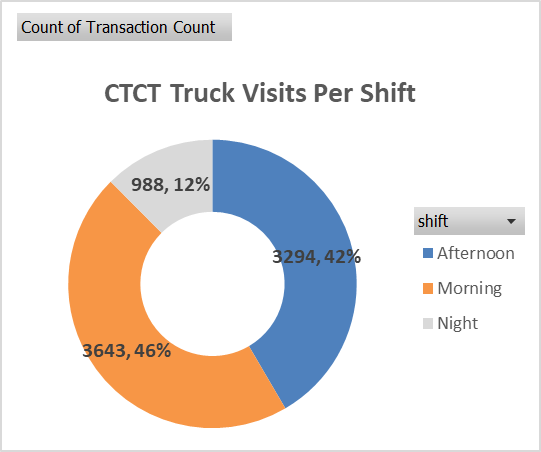 Count of Transaction Count
CTCT Truck Visits Per Shift
988, 12%
3294, 42%
3643, 46%
shift
Afternoon
Morning
Night